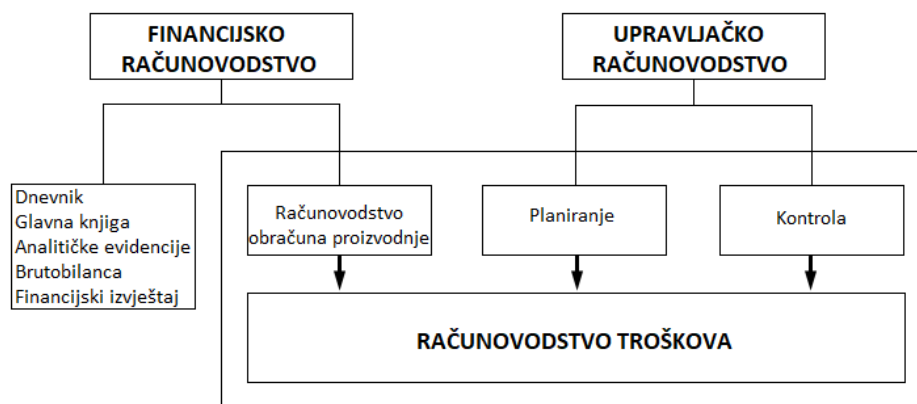 FINANCIJSKO
RAČUNOVODSTVO
UPRAVLJAČKO
RAČUNOVODSTVO
Dnevnik
Glavna knjiga
Analitičke evidencije
Brutobilanca
Financijski izvještaj
Računovodstvo
obračuna proizvodnje
Planiranje
Kontrola
RAČUNOVODSTVO TROŠKOVA